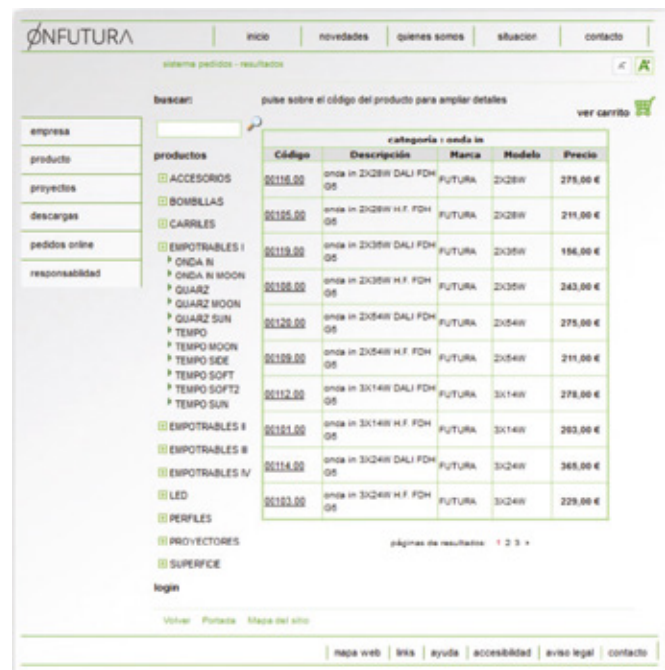 ØNFUTURA
inicio
novedades
quienes somos
situacion
contacto
sistema pedidos - resultados
A
buscar:
pulse sobre el código del producto para ampliar detalles
ver carrito
empresa
producto
proyectos
descargas
pedidos online
responsabilidad
productos
ACCESORIOS
BOMBILLAS
CARRILES
EMPOTRABLES I
ONDA IN
ONDA IN MOON
QUARZ
QUARZ MOON
QUARZ SUN
TEMPO
TEMPO MOON
TEMPO SIDE
TEMPO SOFT
TEMPO SOFT2
TEMPO SUN
EMPOTRABLES II
EMPOTRABLES III
EMPOTRABLES IV
LED
PERFILES
PROYECTORES
SUPERFICIE
login
categoría : onda in
Código Descripción Marca Modelo Precio
00116.00 onda in 2X28W DALI FDH G5 FUTURA 2X28W 275,00 €
00105.00 onda in 2X28W H.F. FDH G5 FUTURA 2X28W 211,00 €
00119.00 onda in 2X35W DALI FDH G5 FUTURA 2X35W 156,00 €
00108.00 onda in 2X35W H.F. FDH G5 FUTURA 2X35W 243,00 €
00120.00 onda in 2X54W DALI FDH G5 FUTURA 2X54W 275,00 €
00109.00 onda in 2X54W H.F. FDH G5 FUTURA 2X54W 211,00 €
00112.00 onda in 3X14W DALI FDH G5 FUTURA 3X14W 278,00 €
00101.00 onda in 3X14W H.F. FDH G5 FUTURA 3X14W 203,00 €
00114.00 onda in 3X24W DALI FDH G5 FUTURA 3X24W 365,00 €
00103.00 onda in 3X24W H.F. FDH G5 FUTURA 3X24W 229,00 €
páginas de resultados: 1 2 3
Volver Portada Mapa del sitio
mapa web links ayuda accesibilidad aviso legal contacto